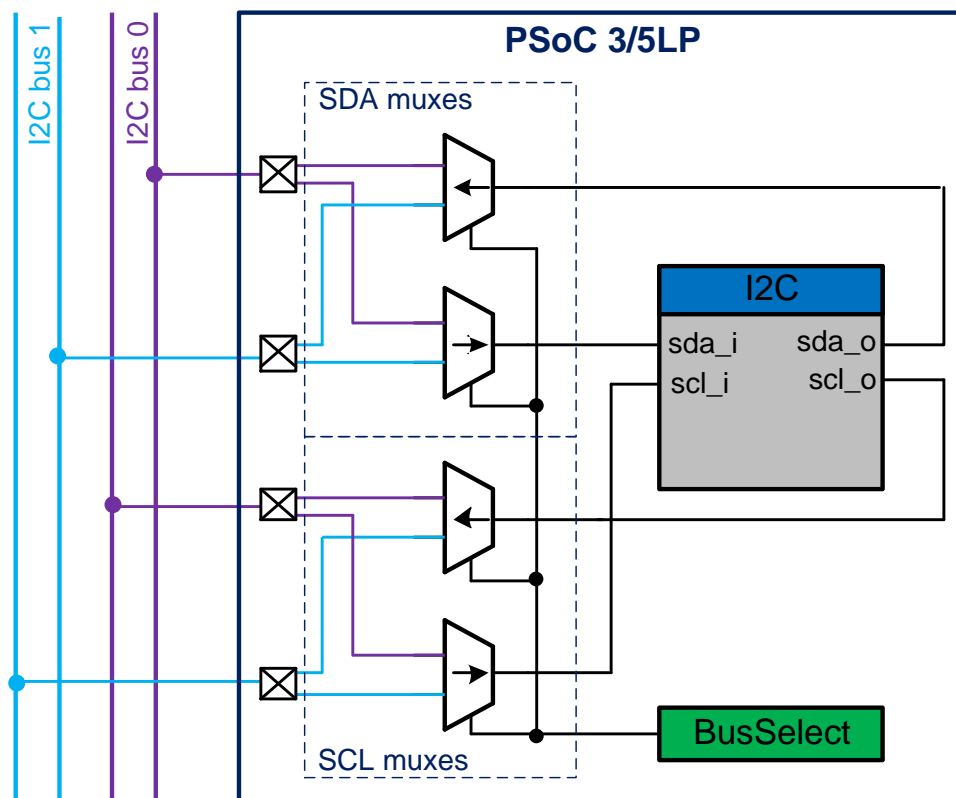 I2C bus 1
I2C bus 0
PSoC 3/5LP
SDA muxes
I2C
sda_i
sda_o
scl_i
scl_o
BusSelect
SCL muxes